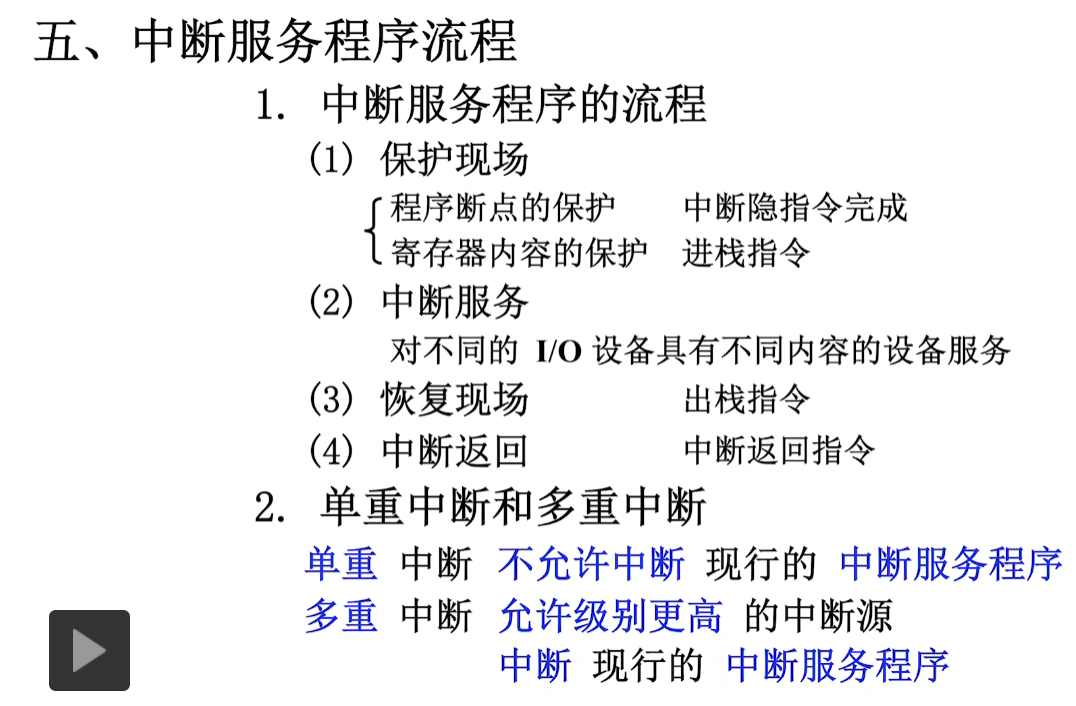 五、中断服务程序流程
1. 中断服务程序的流程
(1) 保护现场
程序断点的保护 中断隐指令完成
寄存器内容的保护 进栈指令
(2) 中断服务
对不同的 I/O 设备具有不同内容的设备服务
(3) 恢复现场 出栈指令
(4) 中断返回 中断返回指令
2. 单重中断和多重中断
单重 中断 不允许中断 现行的 中断服务程序
多重 中断 允许级别更高 的中断源
中断 现行的 中断服务程序